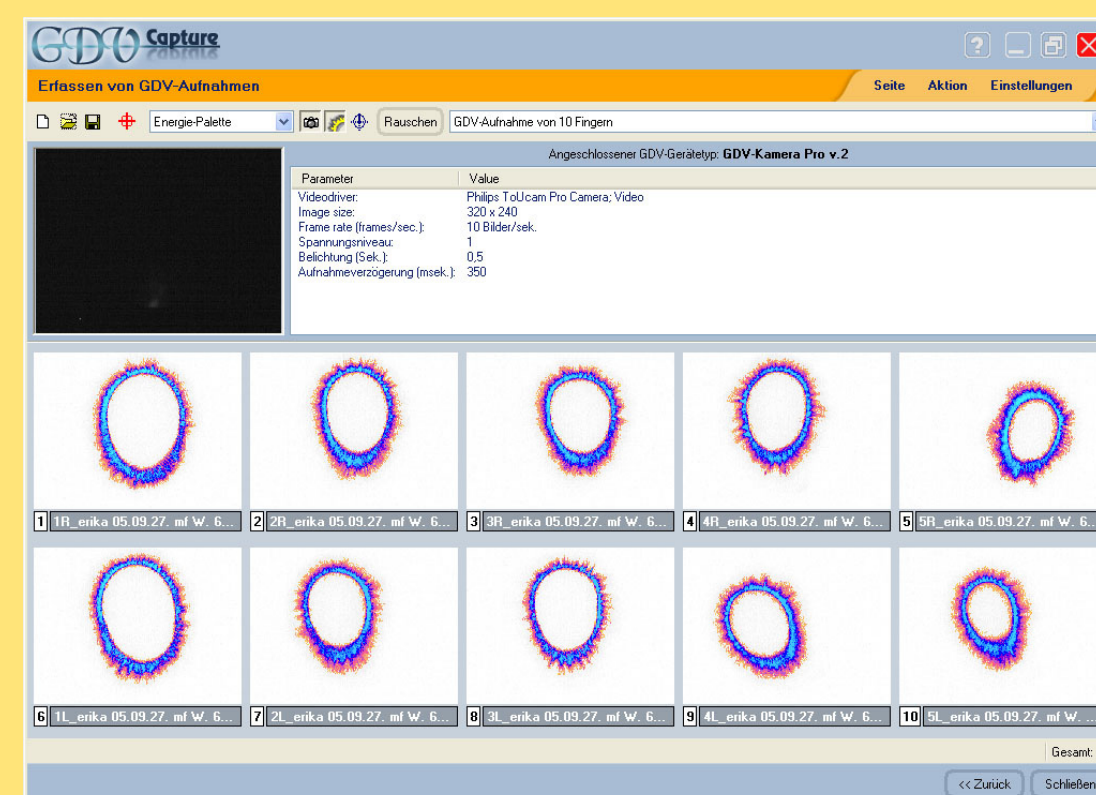 GDV Capture
Erfassen von GDV-Aufnahmen
Seite Aktion Einstellungen
Energie-Palette Rauschen GDV-Aufnahme von 10 Fingern
Angeschlossener GDV-Gerätetyp: GDV-Kamera Pro v.2
Parameter Value
Videodriver: Philips ToUcam Pro Camera; Video
Image size: 320 x 240
Frame rate (frames/sec.): 10 Bilder/sek.
Spannungsniveau: 1
Belichtung (Sek.): 0,5
Aufnahmeverzögerung (msek.): 350
1 1R_erika 05.09.27. mf W. 6...
2 2R_erika 05.09.27. mf W. 6...
3 3R_erika 05.09.27. mf W. 6...
4 4R_erika 05.09.27. mf W. 6...
5 5R_erika 05.09.27. mf W. 6...
6 1L_erika 05.09.27. mf W. 6...
7 2L_erika 05.09.27. mf W. 6...
8 3L_erika 05.09.27. mf W. 6...
9 4L_erika 05.09.27. mf W. 6...
10 5L_erika 05.09.27. mf W. ...
Gesamt:
<< Zurück Schließen